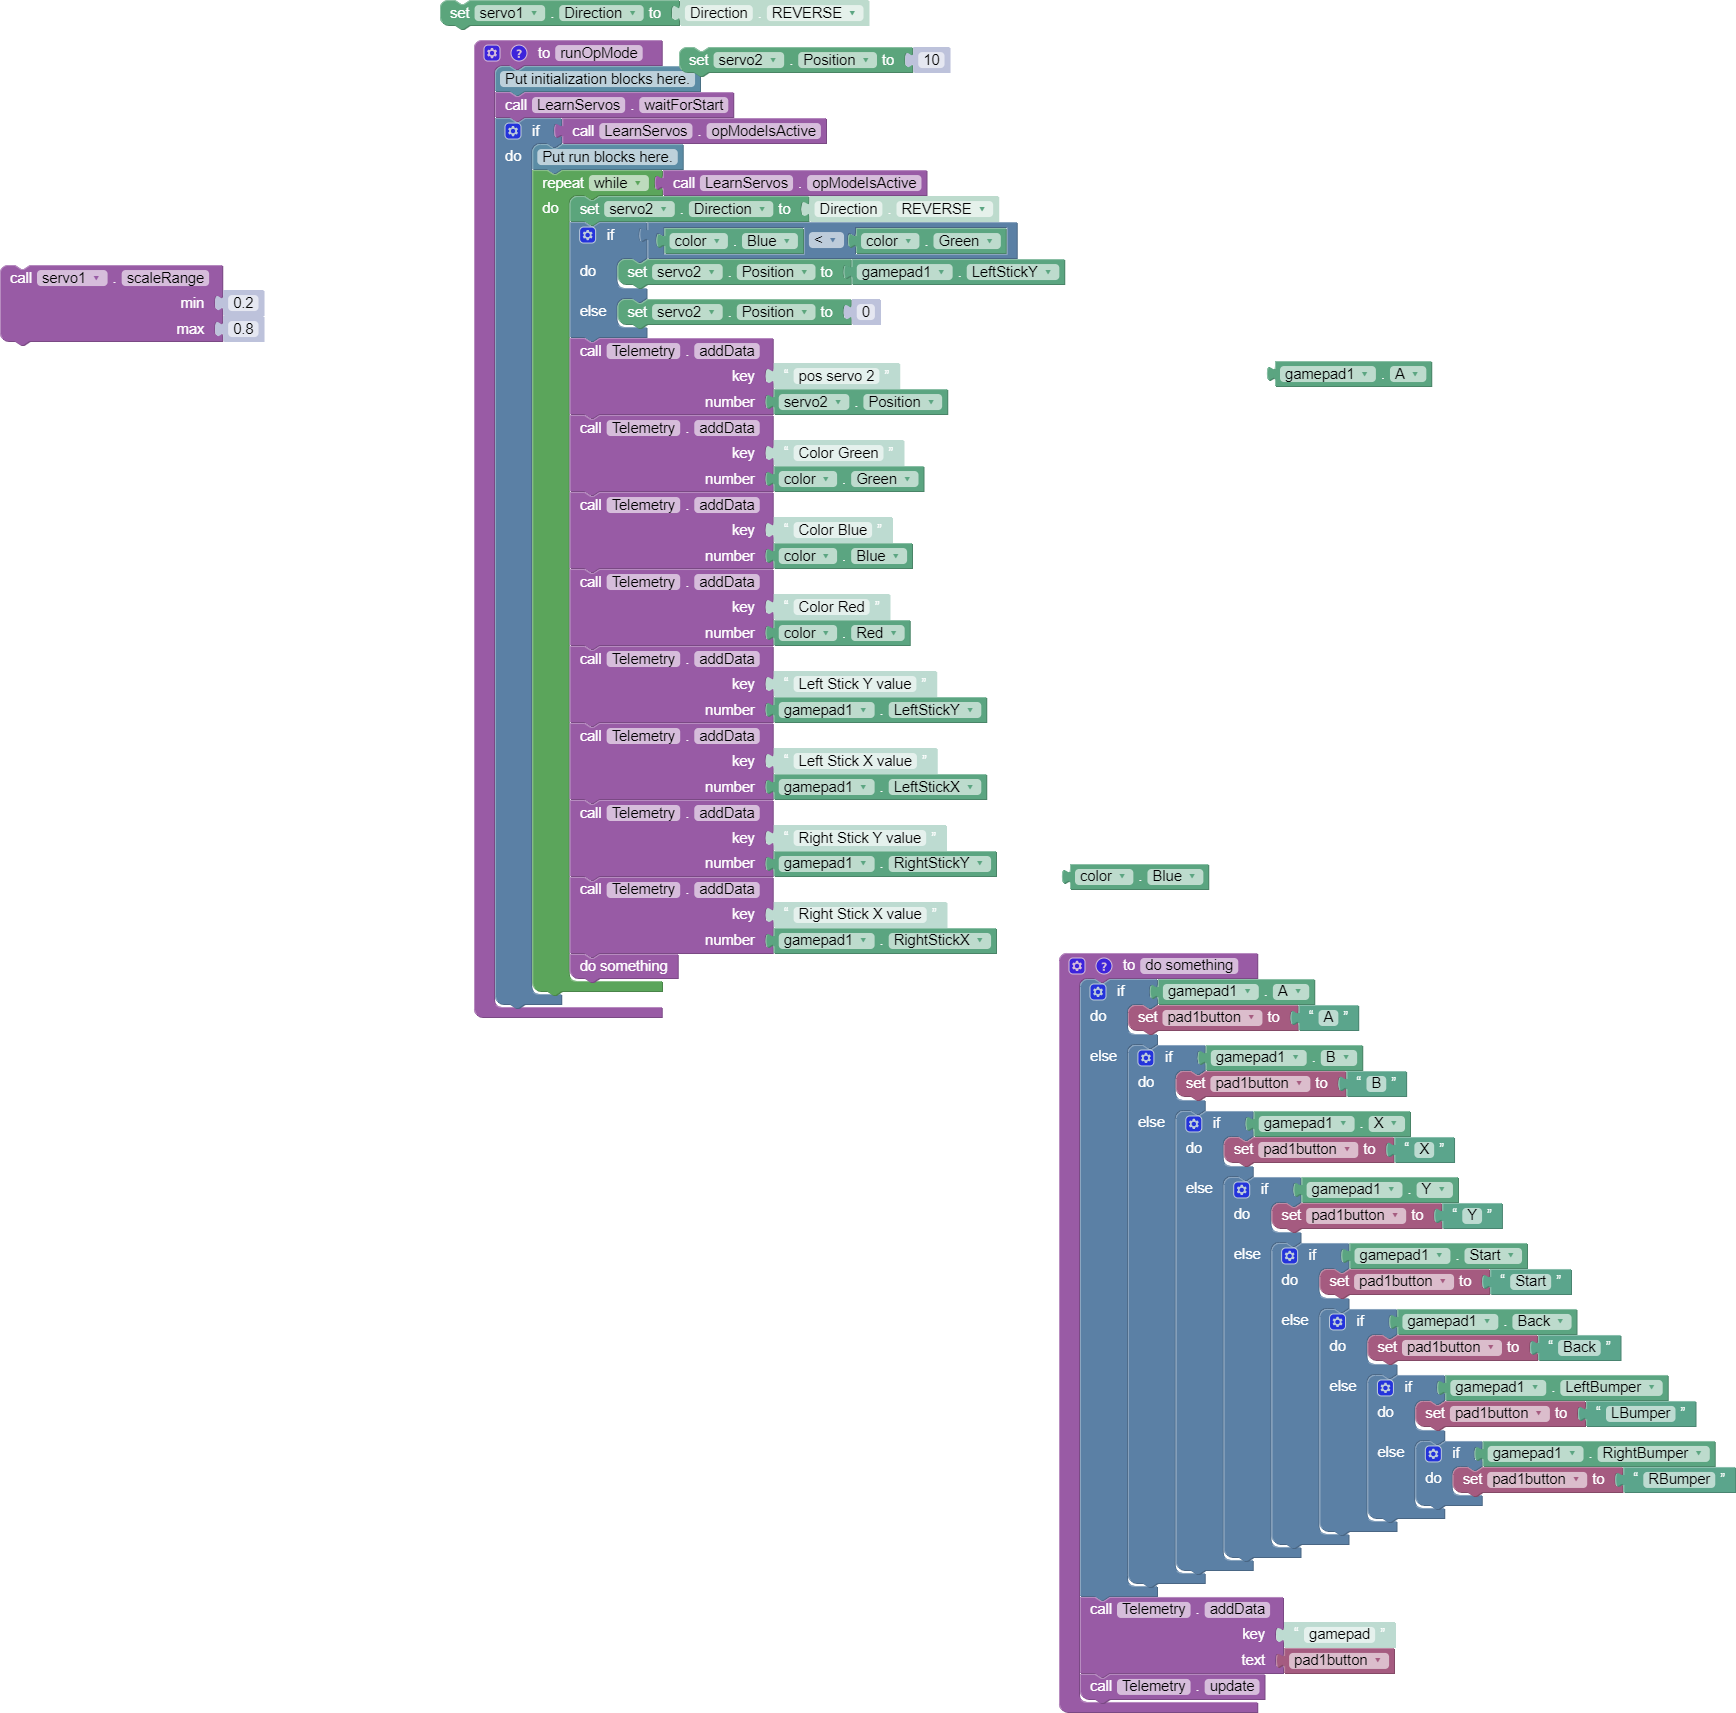 set servo1 . Direction to Direction . REVERSE
to runOpMode
set servo2 . Position to 10
Put initialization blocks here.
call LearnServos . waitForStart
if call LearnServos . opModeIsActive
do Put run blocks here.
repeat while call LearnServos . opModeIsActive
do set servo2 . Direction to Direction . REVERSE
if color . Blue < color . Green
do set servo2 . Position to gamepad1 . LeftStickY
else set servo2 . Position to 0
call Telemetry . addData
key “ pos servo 2 ”
number servo2 . Position
call Telemetry . addData
key “ Color Green ”
number color . Green
call Telemetry . addData
key “ Color Blue ”
number color . Blue
call Telemetry . addData
key “ Color Red ”
number color . Red
call Telemetry . addData
key “ Left Stick Y value ”
number gamepad1 . LeftStickY
call Telemetry . addData
key “ Left Stick X value ”
number gamepad1 . LeftStickX
call Telemetry . addData
key “ Right Stick Y value ”
number gamepad1 . RightStickY
call Telemetry . addData
key “ Right Stick X value ”
number gamepad1 . RightStickX
do something
call servo1 . scaleRange
min 0.2
max 0.8
gamepad1 . A
color . Blue
? to do something
if gamepad1 . A
do set pad1button to “ A ”
else if gamepad1 . B
do set pad1button to “ B ”
else if gamepad1 . X
do set pad1button to “ X ”
else if gamepad1 . Y
do set pad1button to “ Y ”
else if gamepad1 . Start
do set pad1button to “ Start ”
else if gamepad1 . Back
do set pad1button to “ Back ”
else if gamepad1 . LeftBumper
do set pad1button to “ LBumper ”
else if gamepad1 . RightBumper
do set pad1button to “ RBumper ”
call Telemetry . addData
key “ gamepad ”
text pad1button
call Telemetry . update